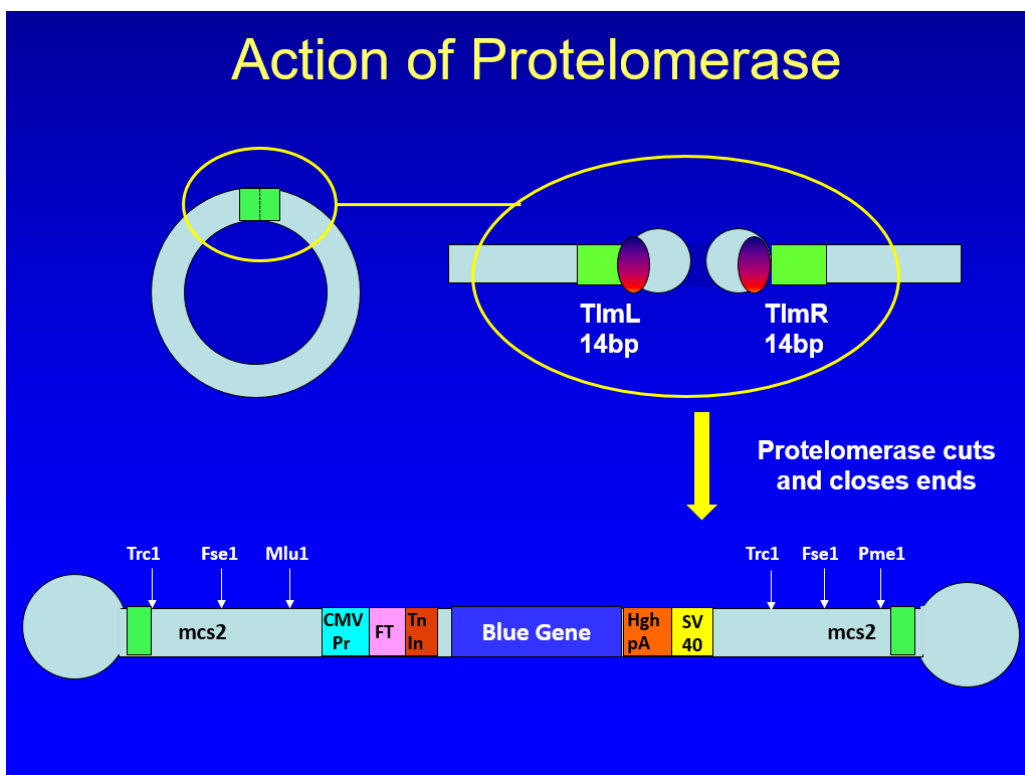 Action of Protelomerase
TlmL
14bp
TlmR
14bp
Protelomerase cuts
and closes ends
Trc1
Fse1
Mlu1
Trc1
Fse1
Pme1
mcs2
CMV
Pr
FT
Tn
In
Blue Gene
Hgh
pA
SV
40
mcs2